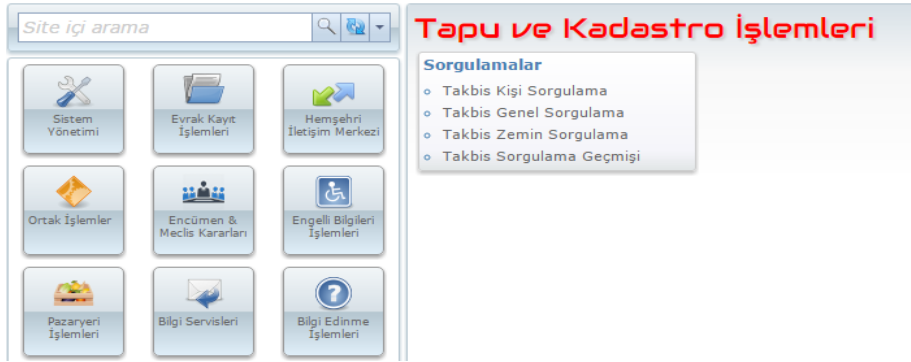 Site içi arama
Sistem
Yönetimi
Evrak Kayıt
İşlemleri
Hemşehri
İletişim Merkezi
Ortak İşlemler
Encümen &
Meclis Kararları
Engelli Bilgileri
İşlemleri
Pazaryeri
İşlemleri
Bilgi Servisleri
Bilgi Edinme
İşlemleri
Tapu ve Kadastro İşlemleri
Sorgulamalar
Takbis Kişi Sorgulama
Takbis Genel Sorgulama
Takbis Zemin Sorgulama
Takbis Sorgulama Geçmişi